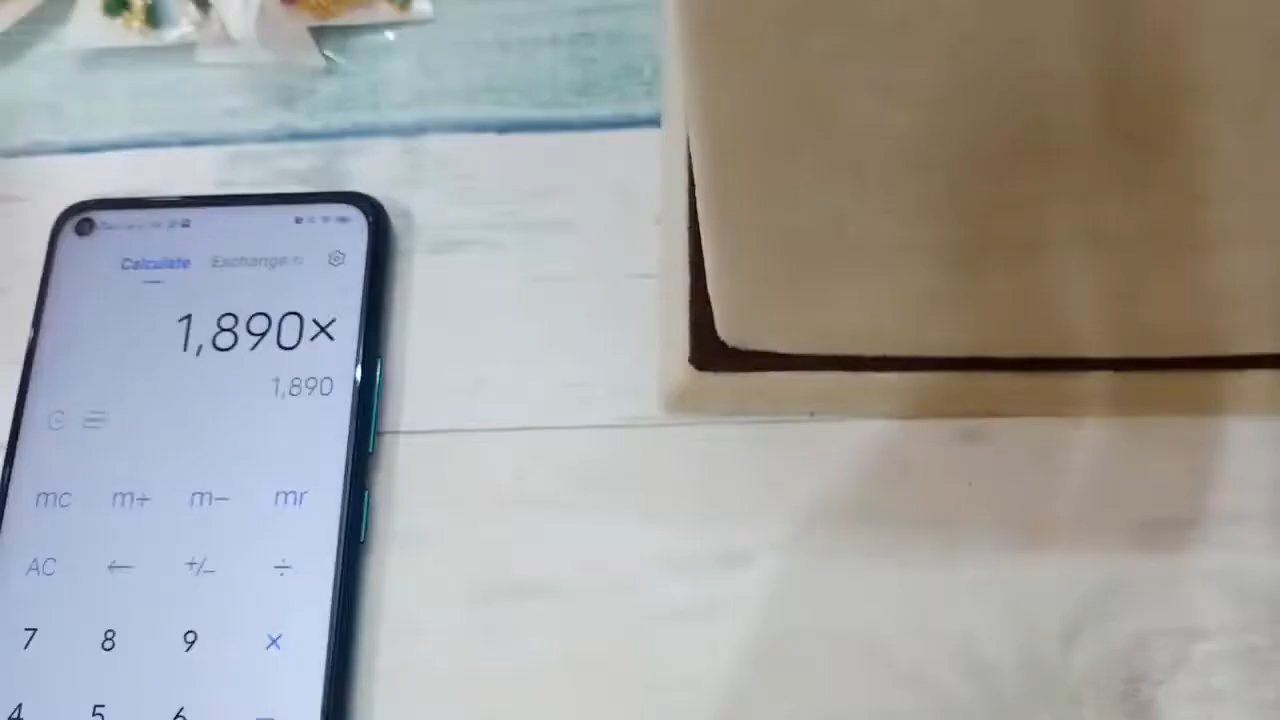 Calculate Exchange
1,890×
1,890
mc m+ m– mr
AC ← +/– ÷
7 8 9 ×
4 5 6 –